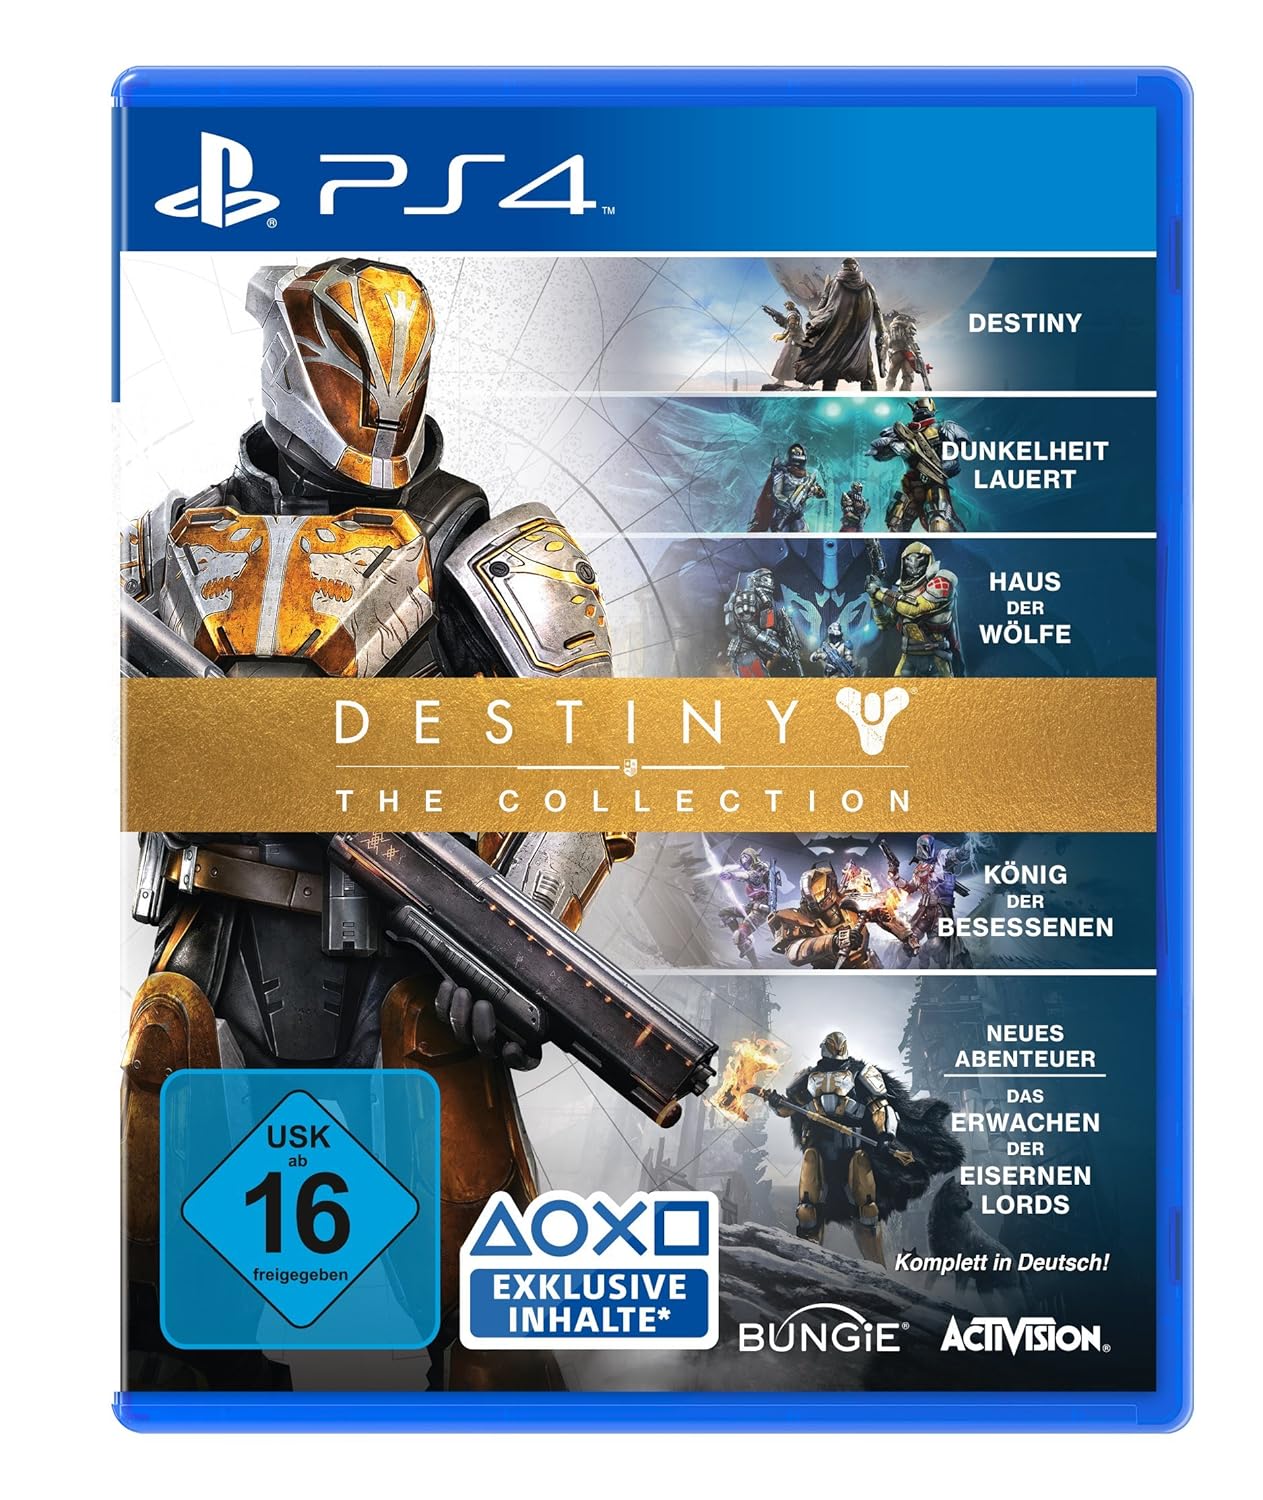 PS4™
DESTINY
DUNKELHEIT
LAUERT
HAUS
DER
WÖLFE
DESTINY®
THE COLLECTION
KÖNIG
DER
BESESSENEN
NEUES
ABENTEUER
DAS
ERWACHEN
DER
EISERNEN
LORDS
Komplett in Deutsch!
USK
ab
16
freigegeben
EXKLUSIVE
INHALTE*
BUNGiE®
ACTIVISION®